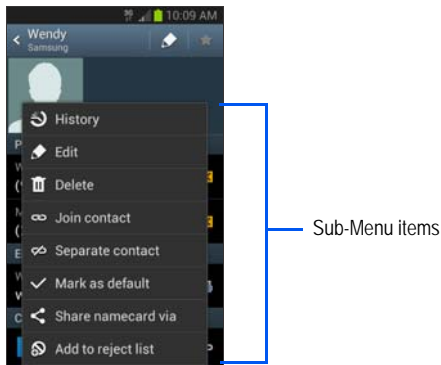 10:09 AM
Wendy
Samsung
History
Edit
Delete
Join contact
Separate contact
Mark as default
Share namecard via
Add to reject list
Sub-Menu items